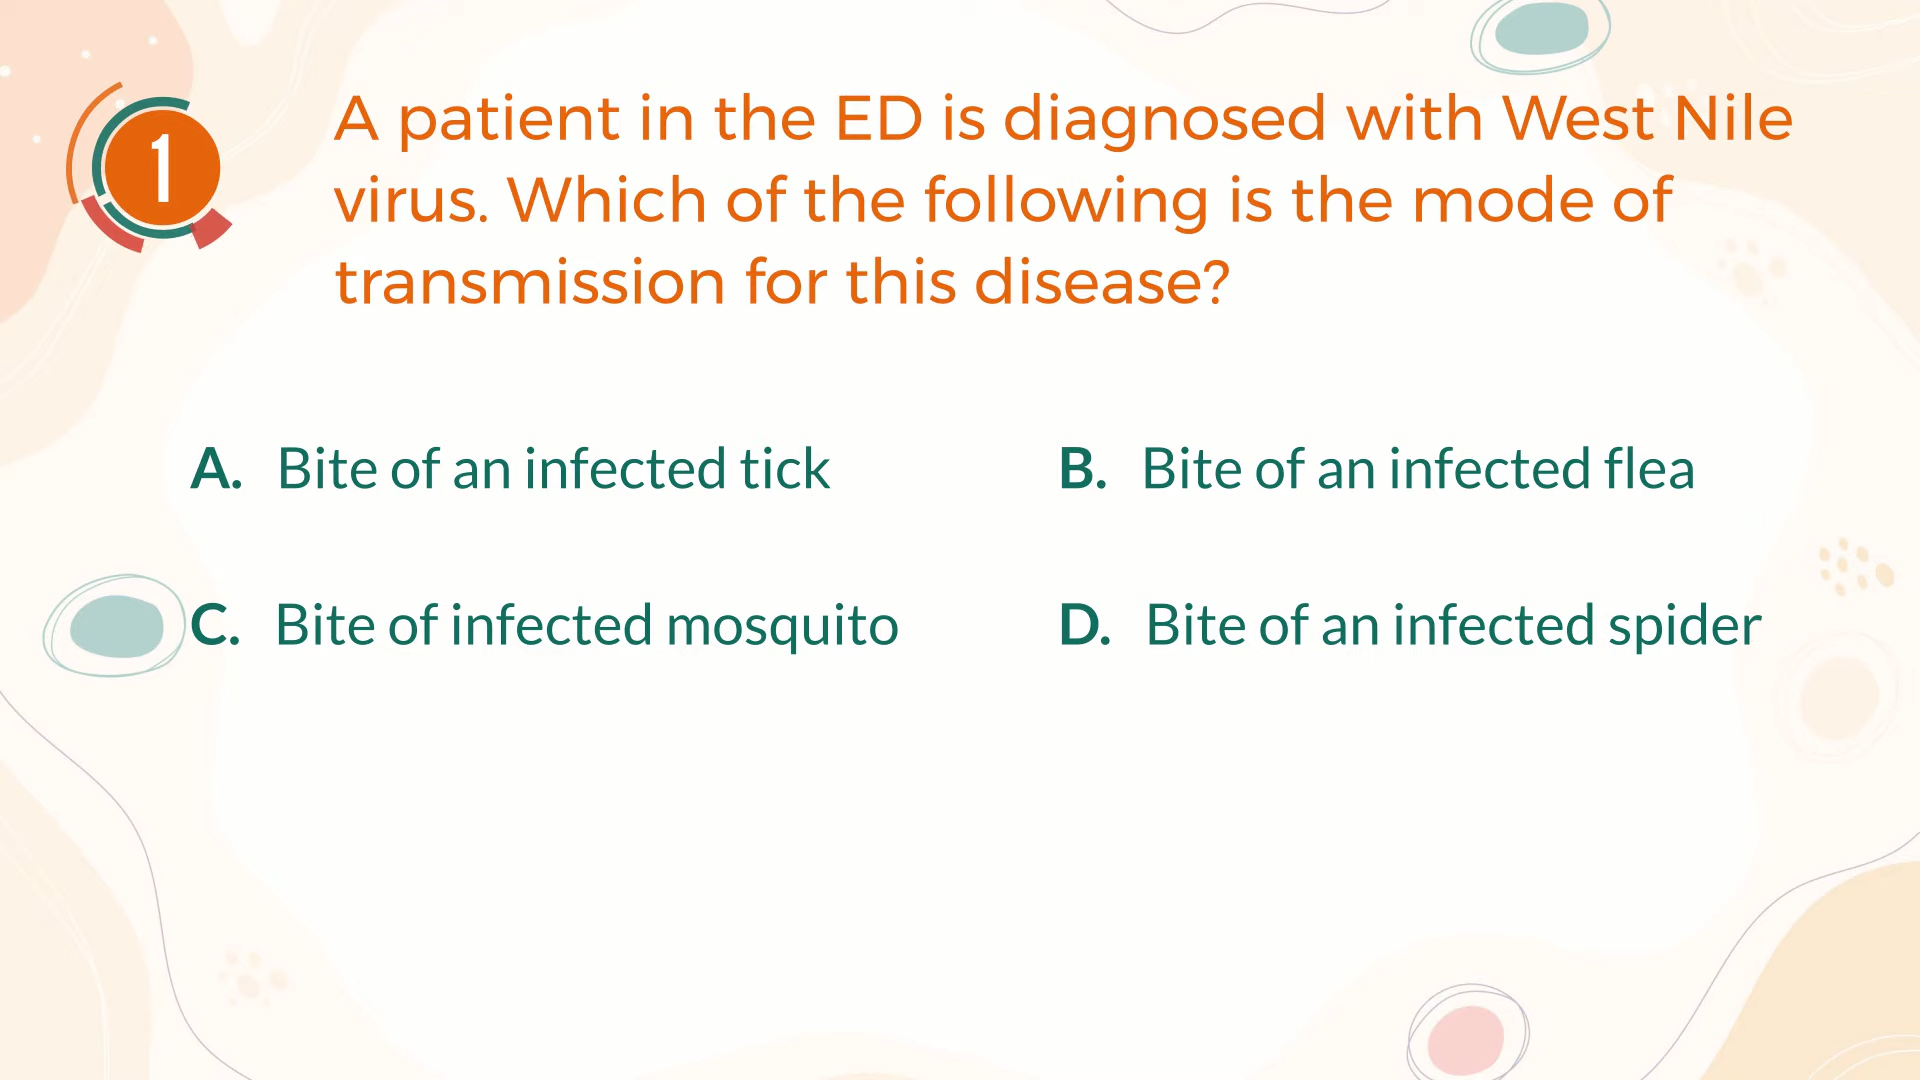 1
A patient in the ED is diagnosed with West Nile
virus. Which of the following is the mode of
transmission for this disease?
A. Bite of an infected tick
B. Bite of an infected flea
C. Bite of infected mosquito
D. Bite of an infected spider